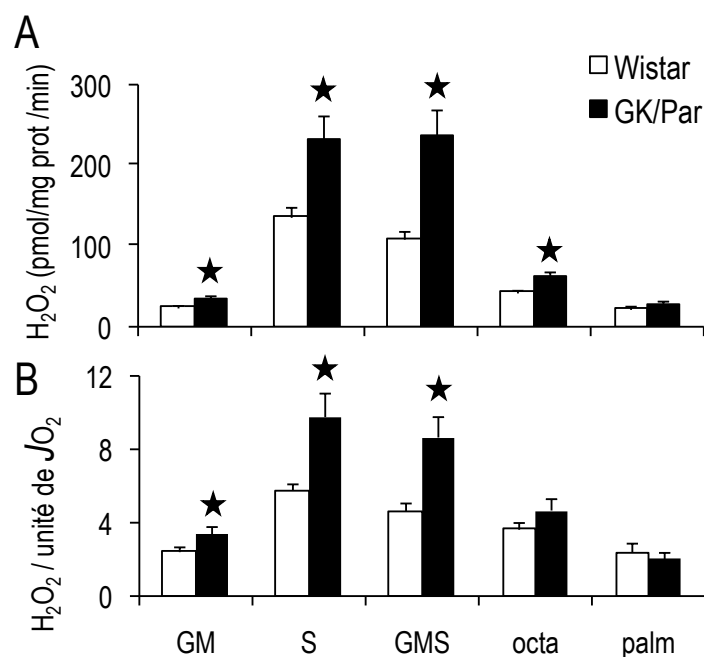 A
H₂O₂ (pmol/mg prot /min)
300
200
100
0
Wistar
GK/Par
B
H₂O₂ / unité de JO₂
12
8
4
0
GM S GMS octa palm